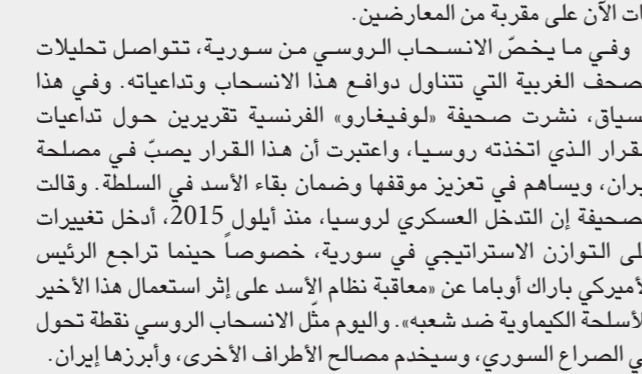 ات الآن على مقربة من المعارضين.
وفي ما يخصّ الانسحاب الروسي من سورية، تتواصل تحليلات
صحف الغربية التي تتناول دوافع هذا الانسحاب وتداعياته. وفي هذا
سياق، نشرت صحيفة «لوفيغارو» الفرنسية تقريرين حول تداعيات
قرار الذي اتخذته روسيا، واعتبرت أن هذا القرار يصبّ في مصلحة
يران، ويساهم في تعزيز موقفها وضمان بقاء الأسد في السلطة. وقالت
صحيفة إن التدخل العسكري لروسيا، منذ أيلول 2015، أدخل تغييرات
لى التوازن الاستراتيجي في سورية، خصوصاً حينما تراجع الرئيس
لأميركي باراك أوباما عن «معاقبة نظام الأسد على إثر استعمال هذا الأخير
لأسلحة الكيماوية ضد شعبه». واليوم مثّل الانسحاب الروسي نقطة تحول
ي الصراع السوري، وسيخدم مصالح الأطراف الأخرى، وأبرزها إيران.